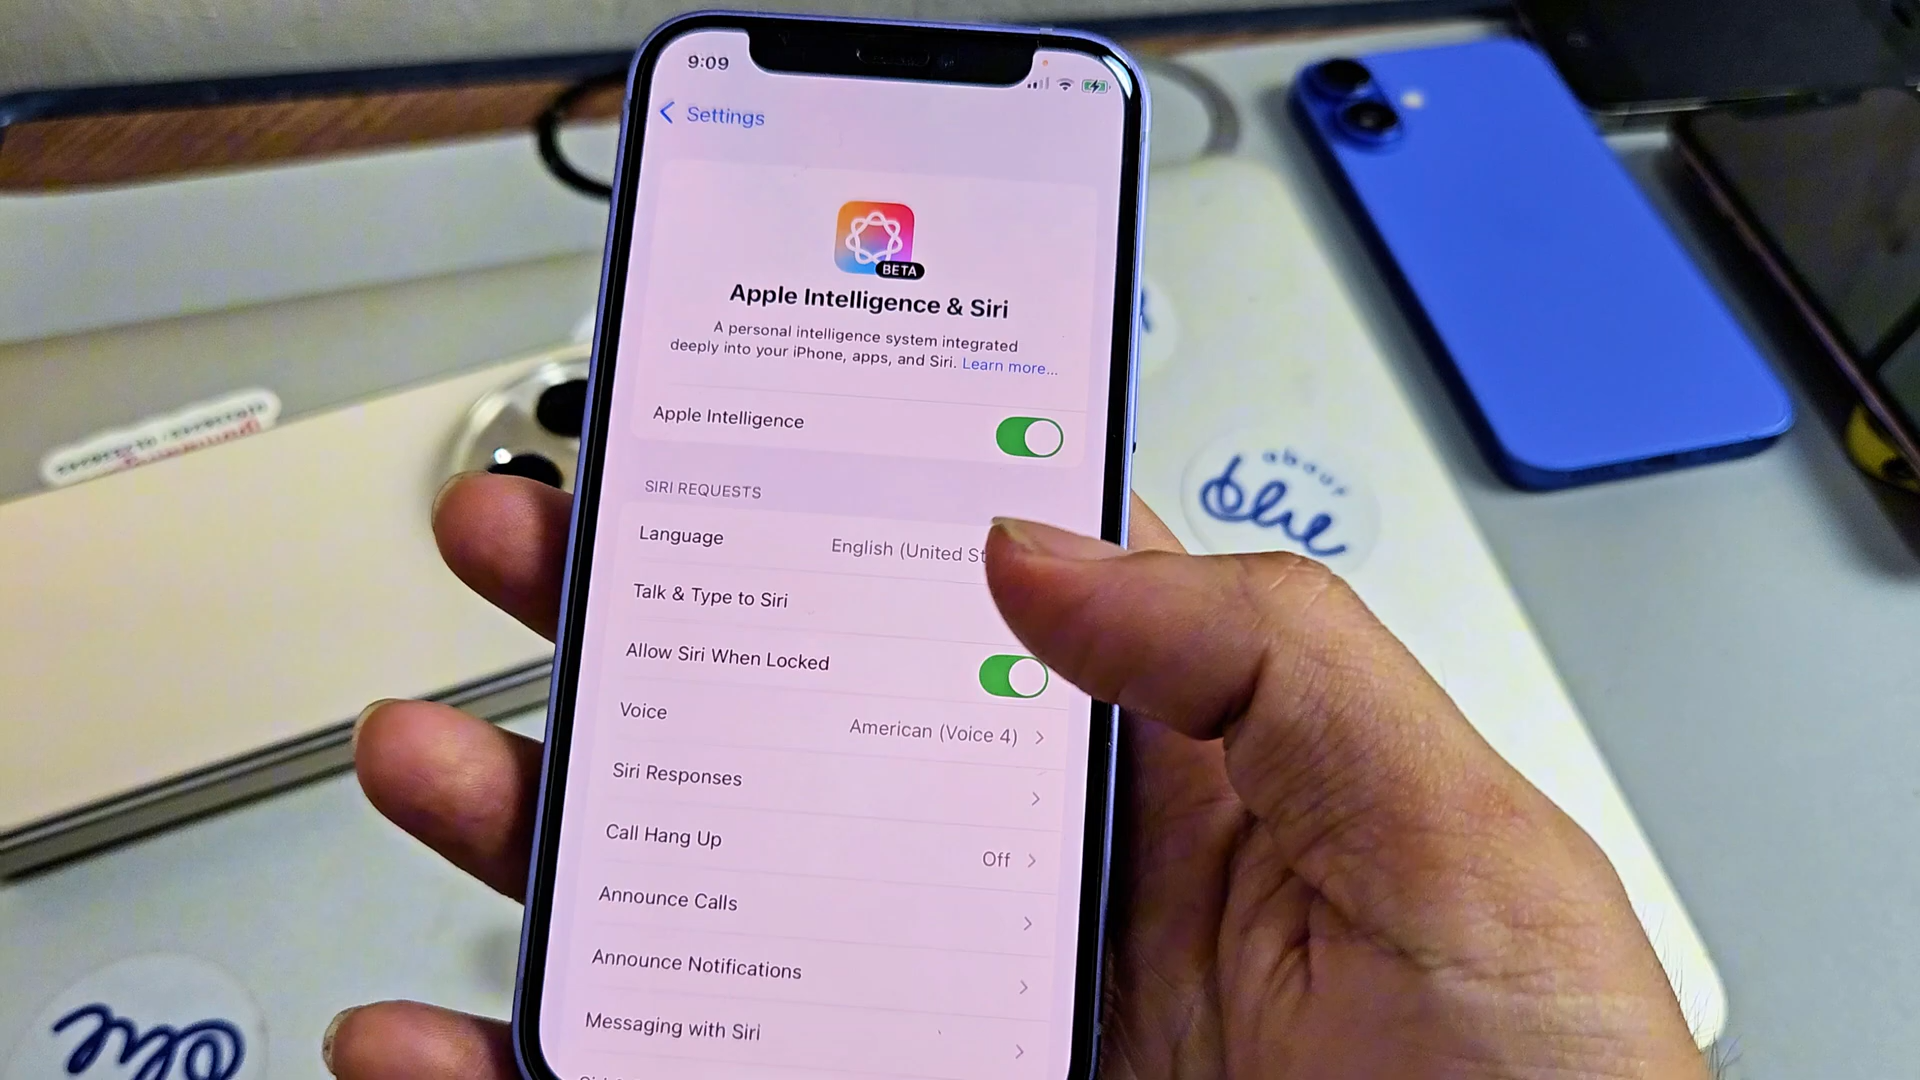 9:09
Settings
BETA
Apple Intelligence & Siri
A personal intelligence system integrated
deeply into your iPhone, apps, and Siri. Learn more...
Apple Intelligence
SIRI REQUESTS
Language English (United St
Talk & Type to Siri
Allow Siri When Locked
Voice American (Voice 4)
Siri Responses
Call Hang Up Off
Announce Calls
Announce Notifications
Messaging with Siri
about
blue